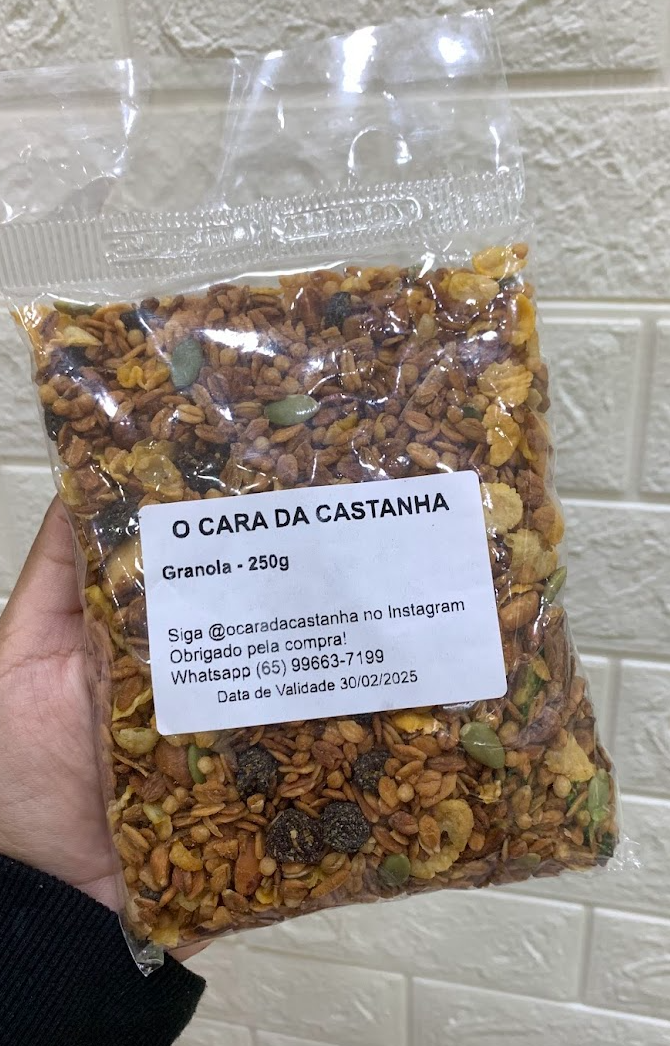 O CARA DA CASTANHA
Granola - 250g
Siga @ocaradacastanha no Instagram
Obrigado pela compra!
Whatsapp (65) 99663-7199
Data de Validade 30/02/2025